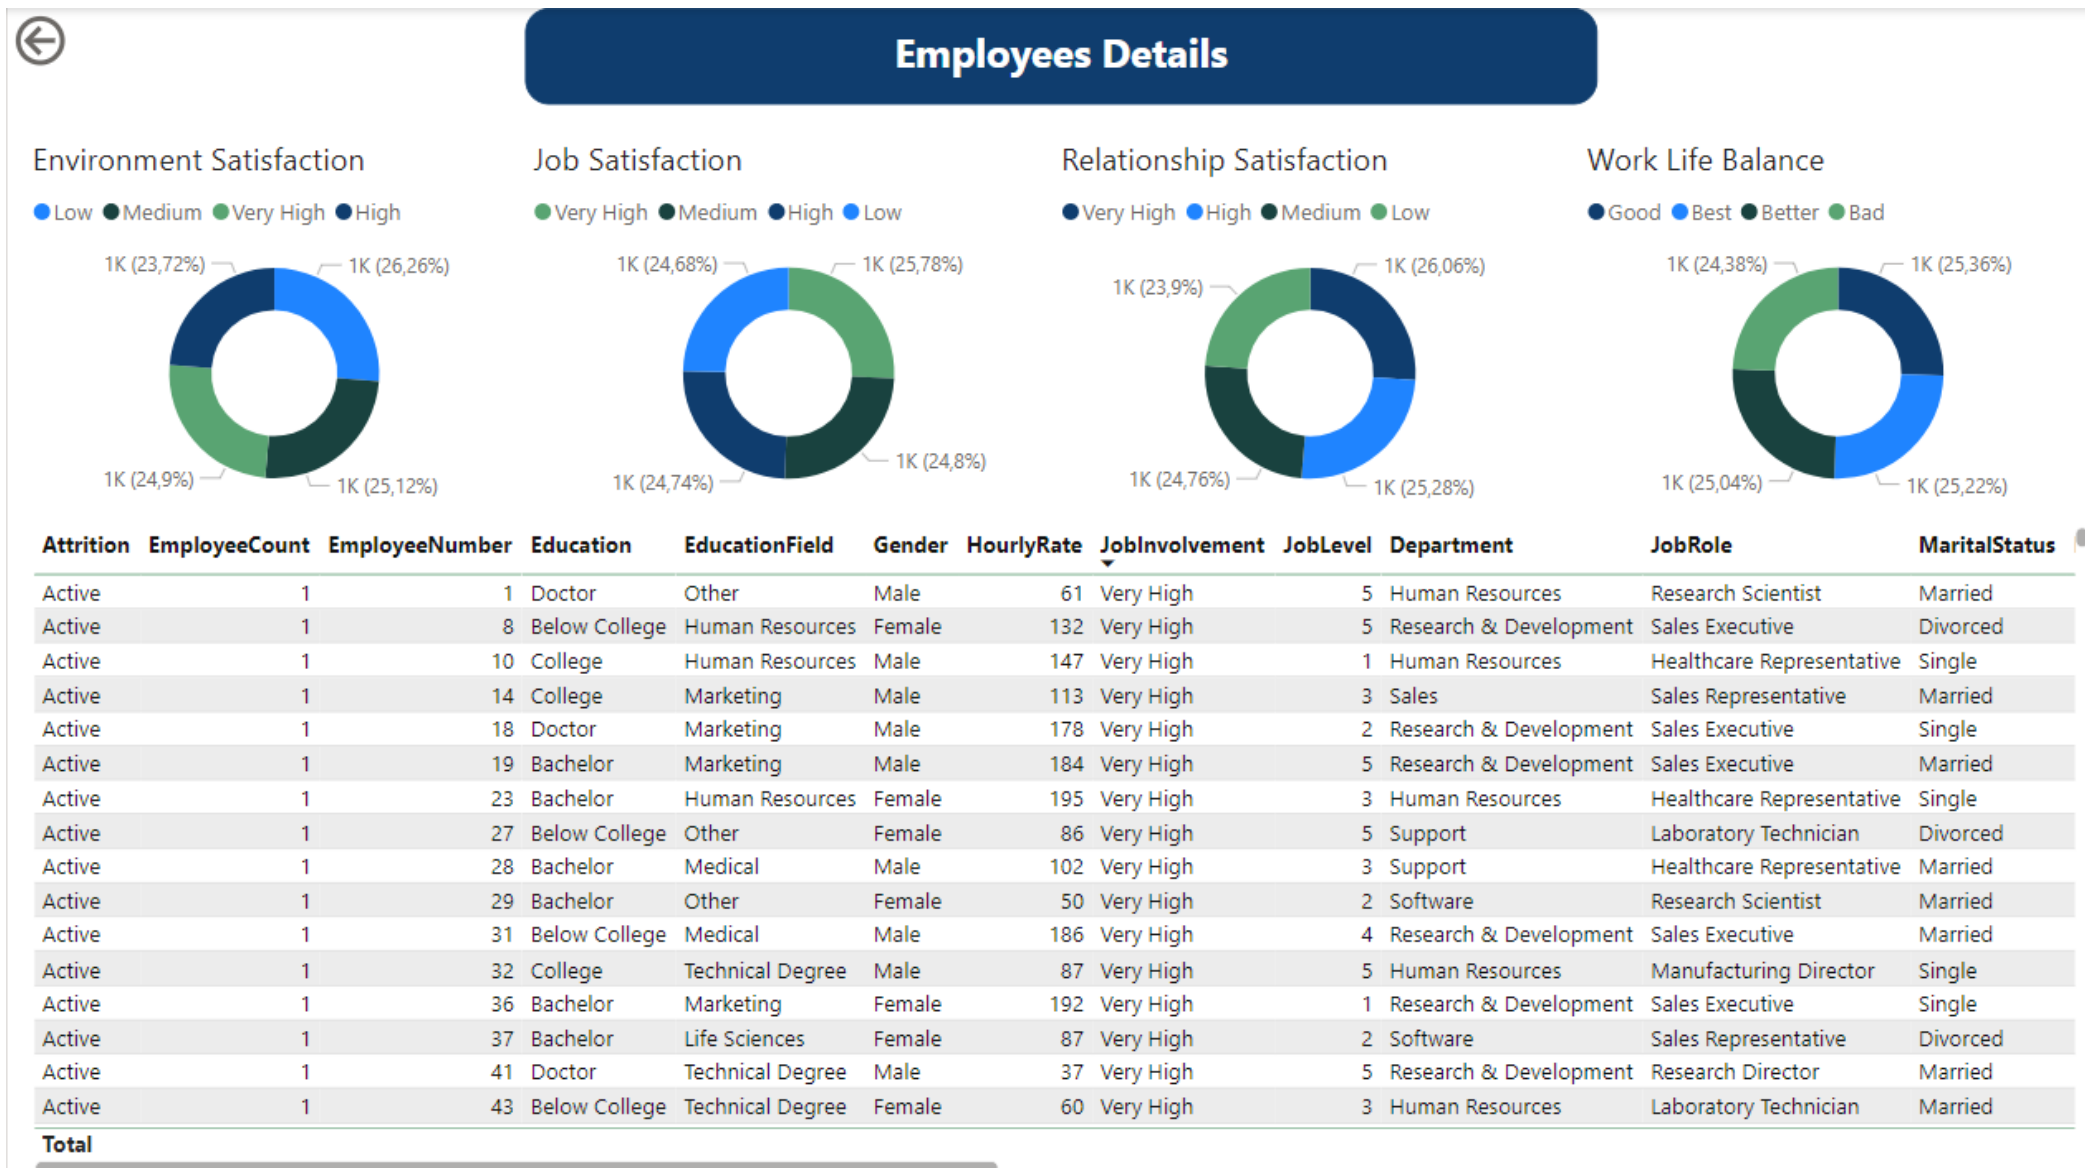 Employees Details
Environment Satisfaction
Low Medium Very High High
1K (23,72%) 1K (26,26%)
1K (24,9%) 1K (25,12%)
Job Satisfaction
Very High Medium High Low
1K (24,68%) 1K (25,78%)
1K (24,74%) 1K (24,8%)
Relationship Satisfaction
Very High High Medium Low
1K (23,9%) 1K (26,06%)
1K (24,76%) 1K (25,28%)
Work Life Balance
Good Best Better Bad
1K (24,38%) 1K (25,36%)
1K (25,04%) 1K (25,22%)
Attrition EmployeeCount EmployeeNumber Education EducationField Gender HourlyRate JobInvolvement JobLevel Department JobRole MaritalStatus
Active 1 1 Doctor Other Male 61 Very High 5 Human Resources Research Scientist Married
Active 1 8 Below College Human Resources Female 132 Very High 5 Research & Development Sales Executive Divorced
Active 1 10 College Human Resources Male 147 Very High 1 Human Resources Healthcare Representative Single
Active 1 14 College Marketing Male 113 Very High 3 Sales Sales Representative Married
Active 1 18 Doctor Marketing Male 178 Very High 2 Research & Development Sales Executive Single
Active 1 19 Bachelor Marketing Male 184 Very High 5 Research & Development Sales Executive Married
Active 1 23 Bachelor Human Resources Female 195 Very High 3 Human Resources Healthcare Representative Single
Active 1 27 Below College Other Female 86 Very High 5 Support Laboratory Technician Divorced
Active 1 28 Bachelor Medical Male 102 Very High 3 Support Healthcare Representative Married
Active 1 29 Bachelor Other Female 50 Very High 2 Software Research Scientist Married
Active 1 31 Below College Medical Male 186 Very High 4 Research & Development Sales Executive Married
Active 1 32 College Technical Degree Male 87 Very High 5 Human Resources Manufacturing Director Single
Active 1 36 Bachelor Marketing Female 192 Very High 1 Research & Development Sales Executive Single
Active 1 37 Bachelor Life Sciences Female 87 Very High 2 Software Sales Representative Divorced
Active 1 41 Doctor Technical Degree Male 37 Very High 5 Research & Development Research Director Married
Active 1 43 Below College Technical Degree Female 60 Very High 3 Human Resources Laboratory Technician Married
Total